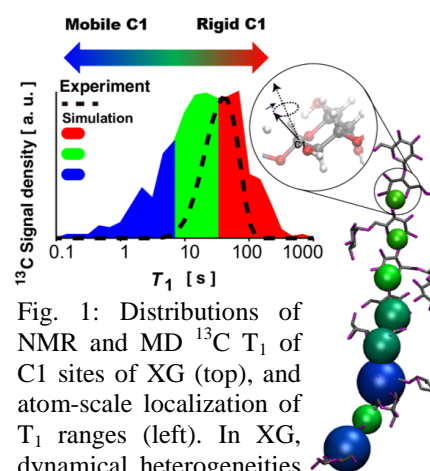 Mobile C1 Rigid C1
Experiment
Simulation
¹³C Signal density [ a. u. ]
C1
0.1 1 10 100 1000
T₁ [ s ]
Fig. 1: Distributions of
NMR and MD ¹³C T₁ of
C1 sites of XG (top), and
atom-scale localization of
T₁ ranges (left). In XG,
dynamical heterogeneities